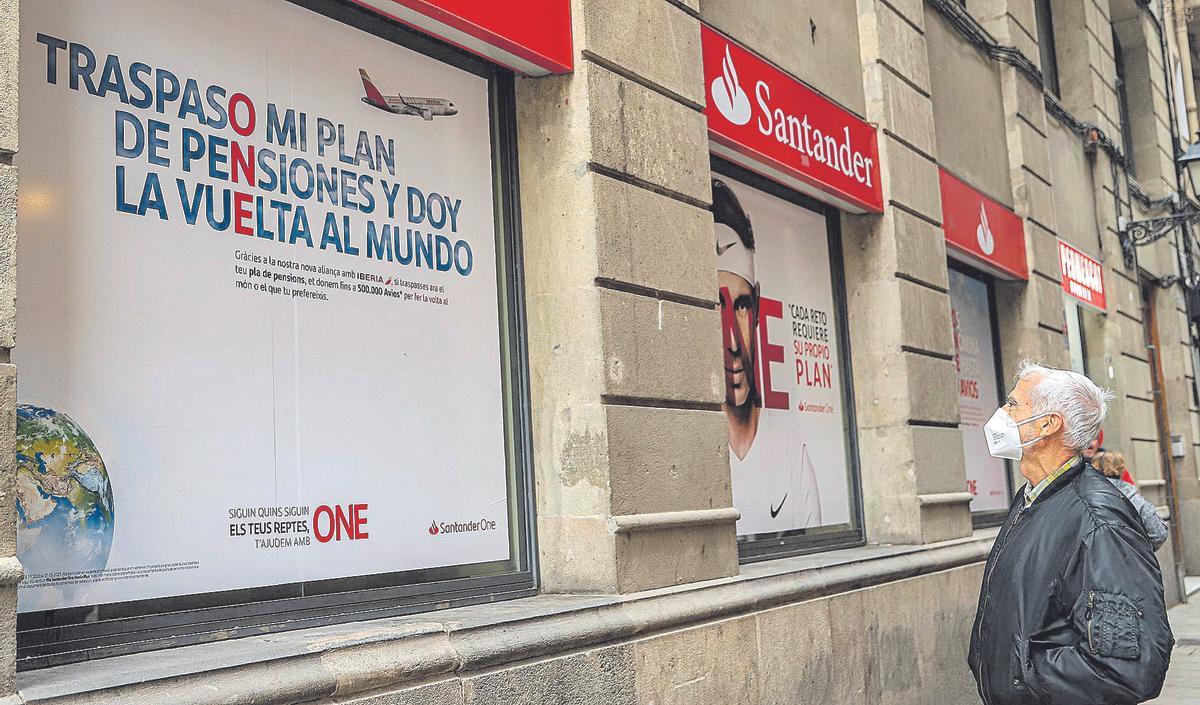 TRASPASO MI PLAN
DE PENSIONES Y DOY
LA VUELTA AL MUNDO
IBERIA
Gràcies a la nostra nova aliança amb IBERIA, si traspasses ara el
teu pla de pensions, et donem fins a 500.000 Avios* per fer la volta al
món o el que tu prefereixis.
SIGUIN QUINS SIGUIN
ELS TEUS REPTES,
T'AJUDEM AMB
ONE
SantanderOne
Santander
NE
"CADA RETO
REQUIERE
SU PROPIO
PLAN"
SantanderOne
AVIOS
ONE